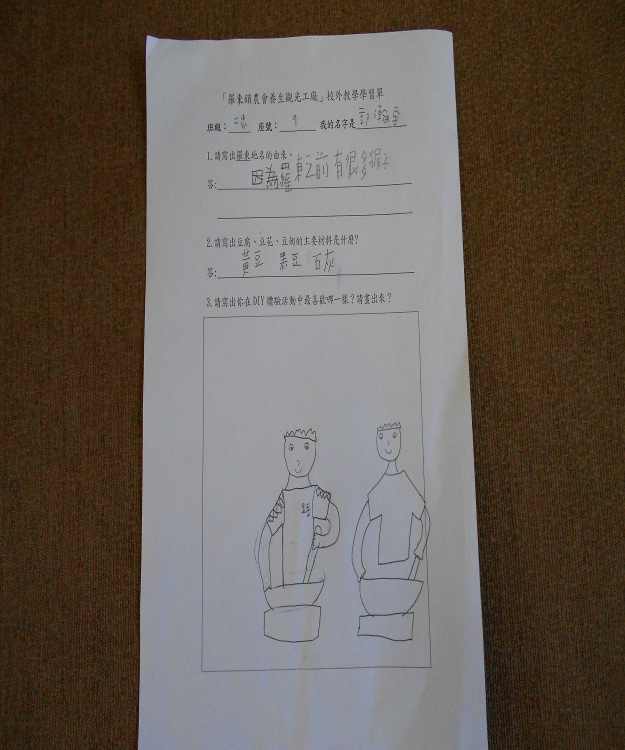 「羅東鎮農會養生觀光工廠」校外教學學習單
班級：二忠 座號：9 我的名字是
1.請寫出羅東地名的由來。
答：因為羅東之前有很多猴子
2.請寫出豆腐、豆花、豆奶的主要材料是什麼?
答：黃豆 黑豆 石灰
3.請寫出你在DIY體驗活動中最喜歡哪一樣？請畫出來？